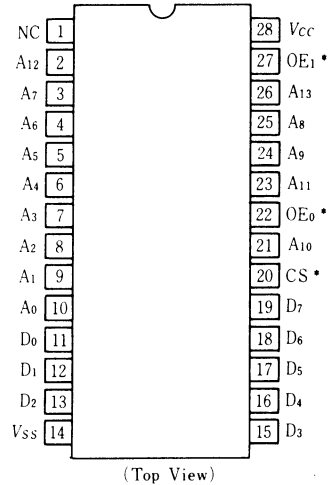 NC 1 28 Vcc
A12 2 27 OE1 *
A7 3 26 A13
A6 4 25 A8
A5 5 24 A9
A4 6 23 A11
A3 7 22 OE0 *
A2 8 21 A10
A1 9 20 CS *
A0 10 19 D7
D0 11 18 D6
D1 12 17 D5
D2 13 16 D4
Vss 14 15 D3
(Top View)